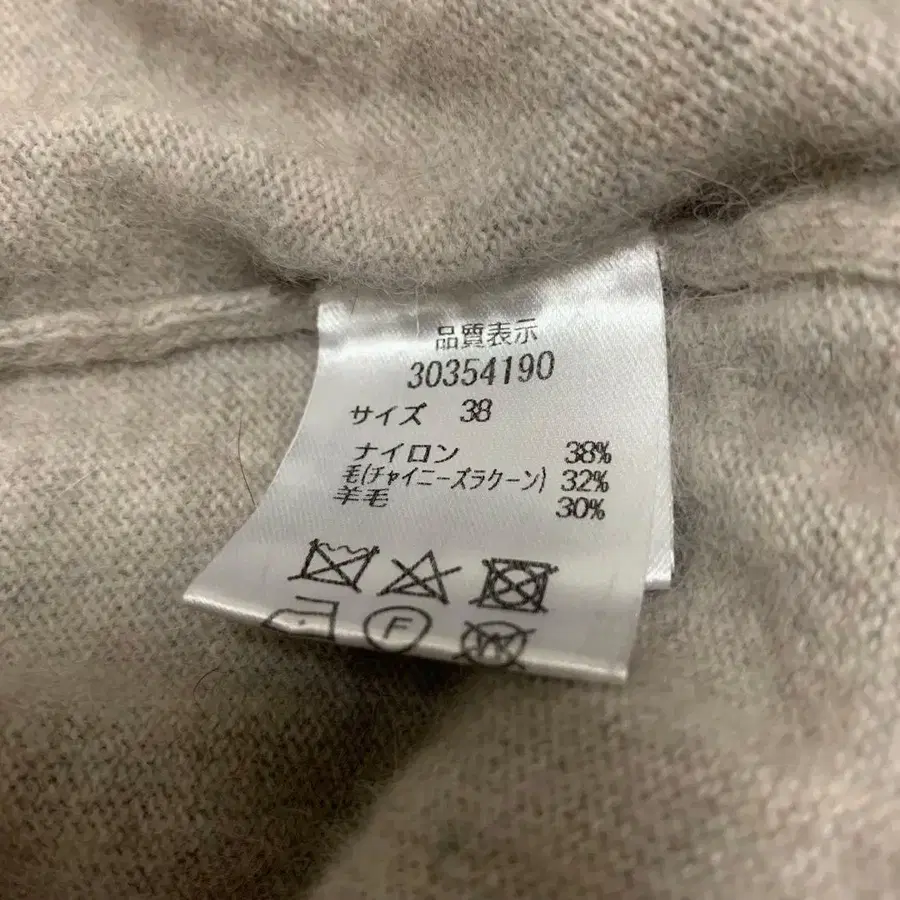 品質表示
30354190
サイズ 38
ナイロン 38%
毛(チャイニーズラクーン) 32%
羊毛 30%
F
W